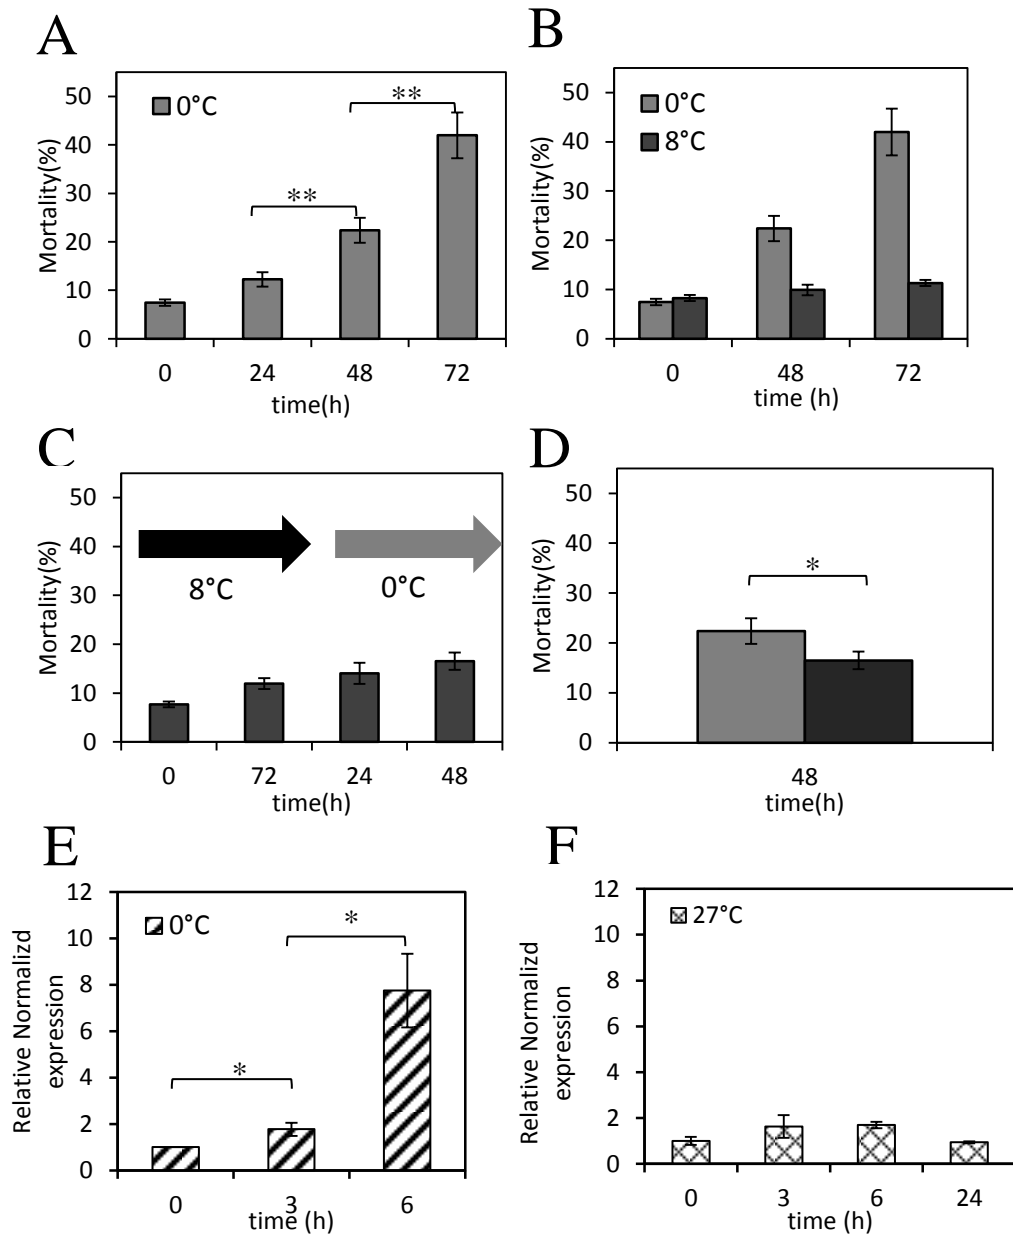 A
Mortality(%)
50
40
30
20
10
0
0°C
**
**
0 24 48 72
time(h)
B
Mortality(%)
50
40
30
20
10
0
0°C
8°C
0 48 72
time (h)
C
Mortality(%)
50
40
30
20
10
0
8°C
0°C
0 72 24 48
time(h)
D
Mortality(%)
50
40
30
20
10
0
*
48
time(h)
E
Relative Normalizd
expression
12
10
8
6
4
2
0
0°C
*
*
0 3 6
time (h)
F
Relative Normalizd
expression
12
10
8
6
4
2
0
27°C
0 3 6 24
time (h)